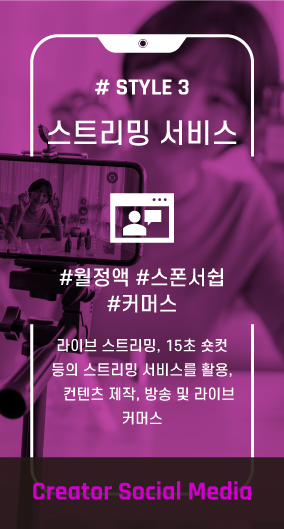 # STYLE 3
스트리밍 서비스
#월정액 #스폰서쉽
#커머스
라이브 스트리밍, 15초 숏컷
등의 스트리밍 서비스를 활용,
컨텐츠 제작, 방송 및 라이브
커머스
Creator Social Media